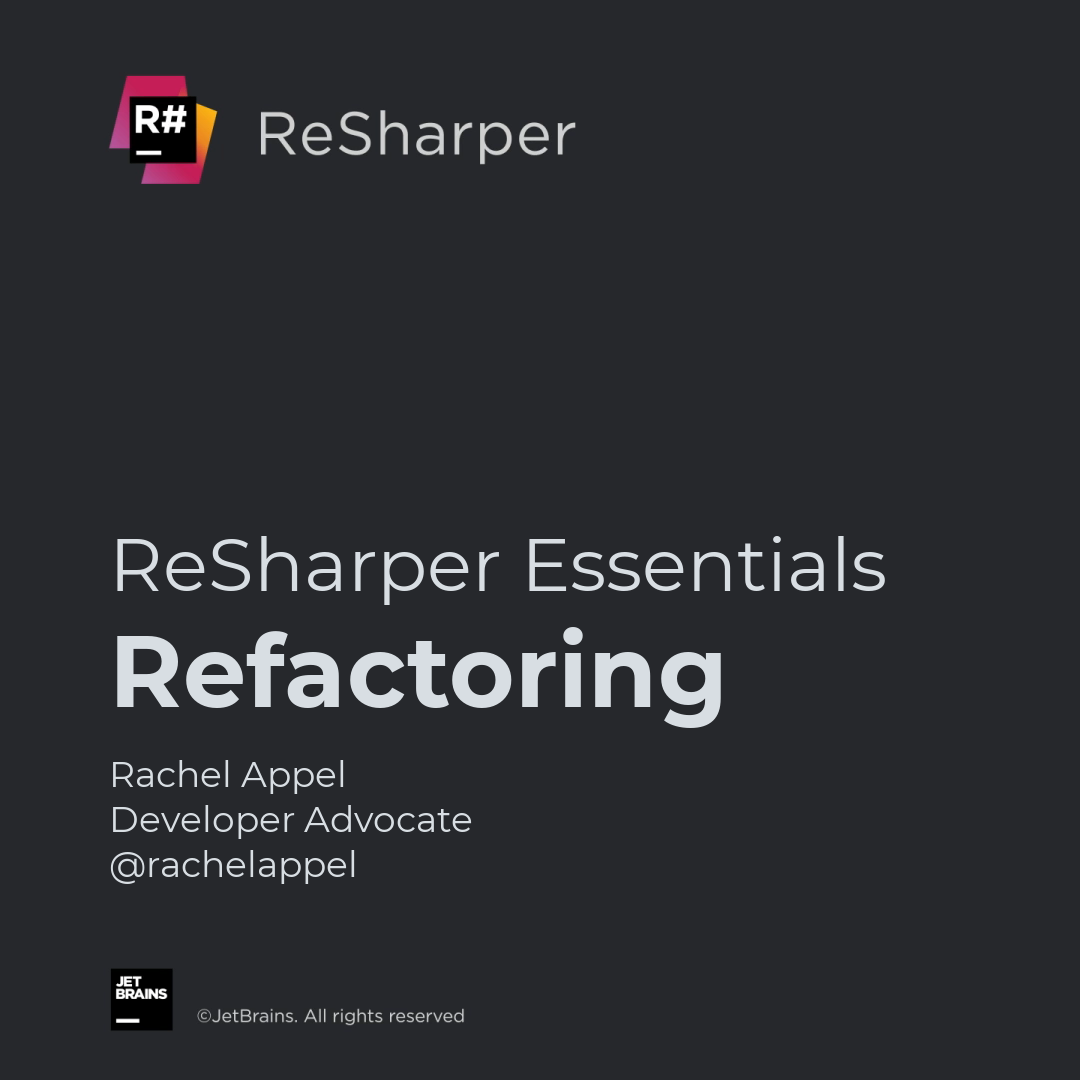 R#
ReSharper
ReSharper Essentials
Refactoring
Rachel Appel
Developer Advocate
@rachelappel
JET
BRAINS
©JetBrains. All rights reserved